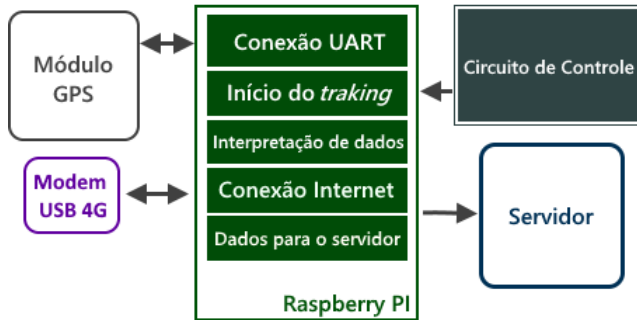 Módulo
GPS
Modem
USB 4G
Conexão UART
Início do traking
Interpretação de dados
Conexão Internet
Dados para o servidor
Raspberry PI
Circuito de Controle
Servidor